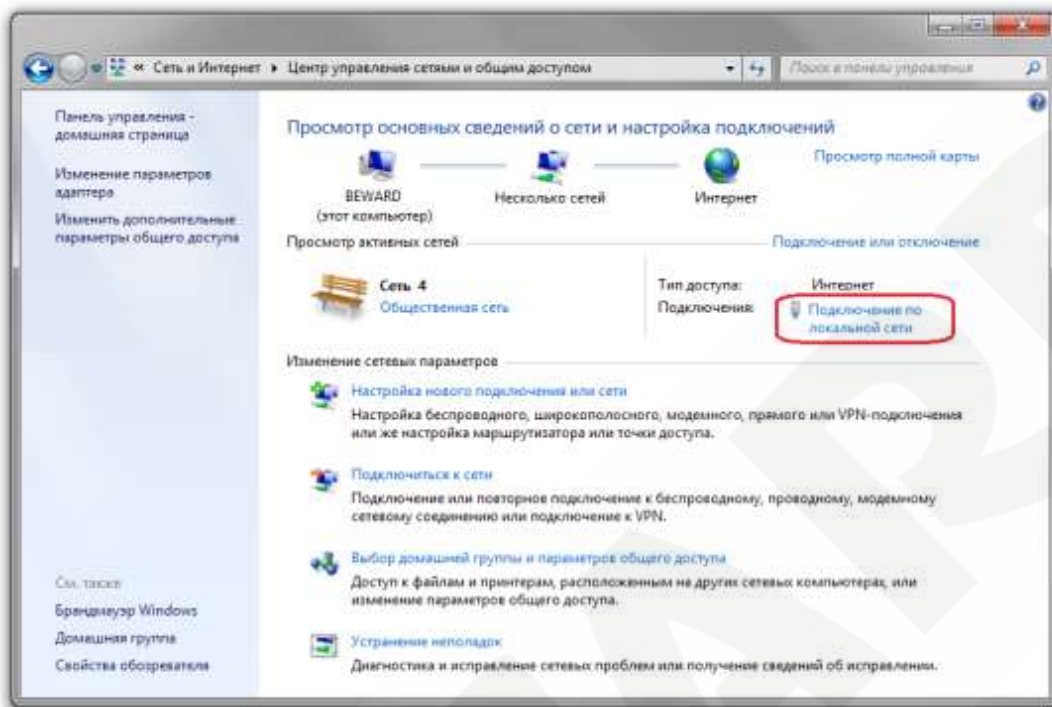 « Сеть и Интернет ▸ Центр управления сетями и общим доступом
Поиск в панели управления
Панель управления -
домашняя страница
Изменение параметров
адаптера
Изменить дополнительные
параметры общего доступа
Просмотр основных сведений о сети и настройка подключений
Просмотр полной карты
BEWARD
(этот компьютер)
Несколько сетей
Интернет
Просмотр активных сетей
Подключение или отключение
Сеть 4
Общественная сеть
Тип доступа:
Интернет
Подключения:
Подключение по
локальной сети
Изменение сетевых параметров
Настройка нового подключения или сети
Настройка беспроводного, широкополосного, модемного, прямого или VPN-подключения
или же настройка маршрутизатора или точки доступа.
Подключиться к сети
Подключение или повторное подключение к беспроводному, проводному, модемному
сетевому соединению или подключение к VPN.
Выбор домашней группы и параметров общего доступа
Доступ к файлам и принтерам, расположенным на других сетевых компьютерах, или
изменение параметров общего доступа.
Устранение неполадок
Диагностика и исправление сетевых проблем или получение сведений об исправлении.
См. также
Брандмауэр Windows
Домашняя группа
Свойства обозревателя